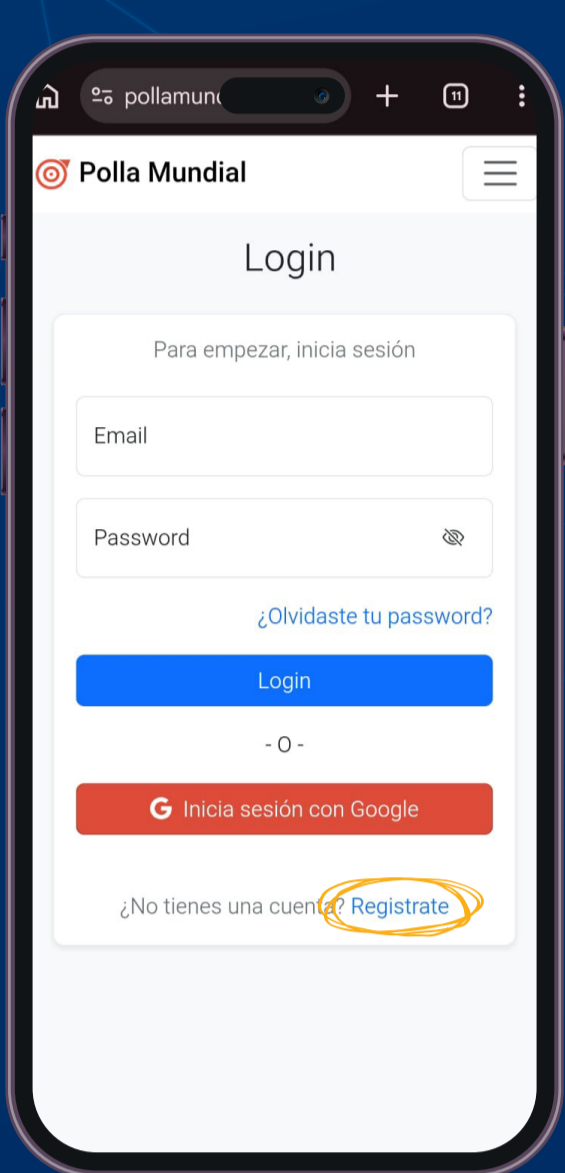 11
Polla Mundial
Login
Para empezar, inicia sesión
Email
Password
¿Olvidaste tu password?
Login
- O -
G Inicia sesión con Google
¿No tienes una cuenta? Registrate